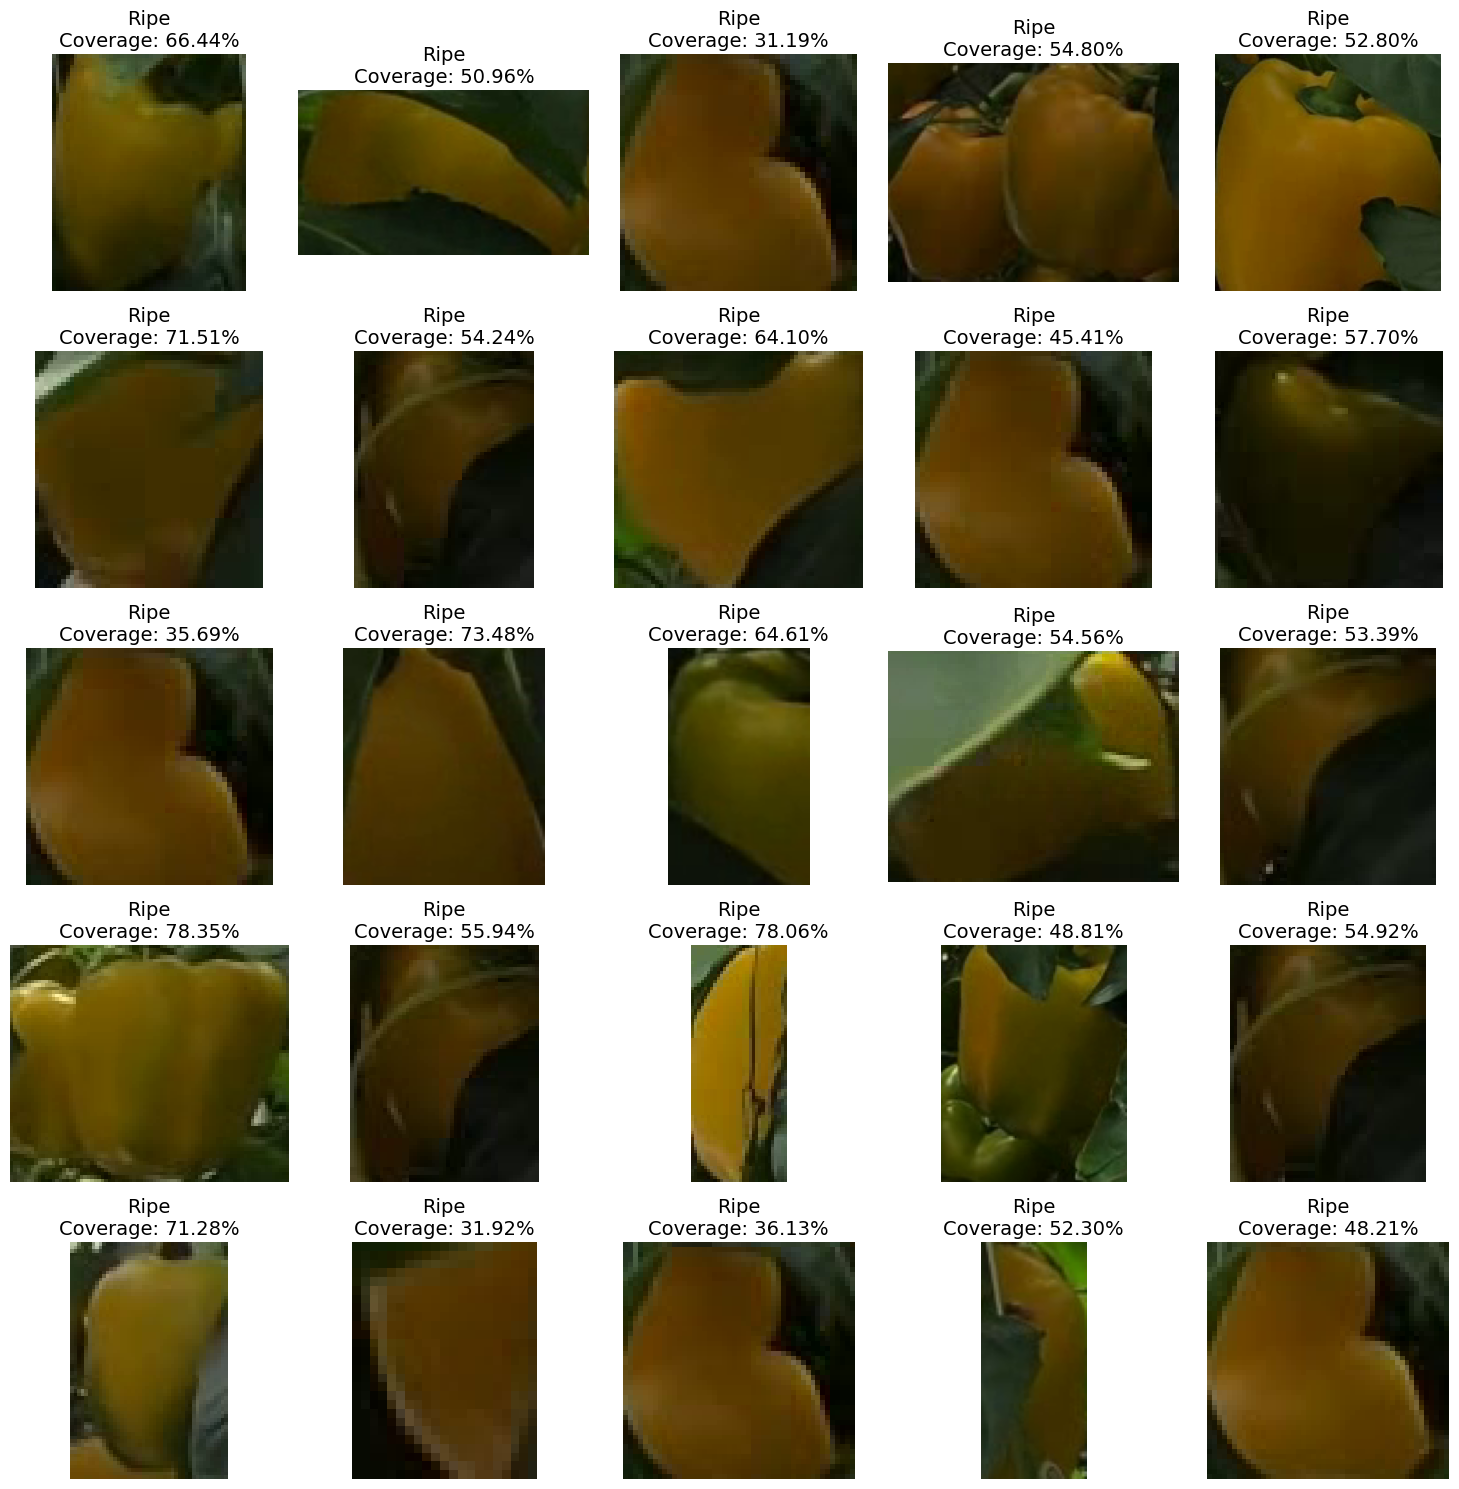 Ripe
Coverage: 66.44%
Ripe
Coverage: 50.96%
Ripe
Coverage: 31.19%
Ripe
Coverage: 54.80%
Ripe
Coverage: 52.80%
Ripe
Coverage: 71.51%
Ripe
Coverage: 54.24%
Ripe
Coverage: 64.10%
Ripe
Coverage: 45.41%
Ripe
Coverage: 57.70%
Ripe
Coverage: 35.69%
Ripe
Coverage: 73.48%
Ripe
Coverage: 64.61%
Ripe
Coverage: 54.56%
Ripe
Coverage: 53.39%
Ripe
Coverage: 78.35%
Ripe
Coverage: 55.94%
Ripe
Coverage: 78.06%
Ripe
Coverage: 48.81%
Ripe
Coverage: 54.92%
Ripe
Coverage: 71.28%
Ripe
Coverage: 31.92%
Ripe
Coverage: 36.13%
Ripe
Coverage: 52.30%
Ripe
Coverage: 48.21%